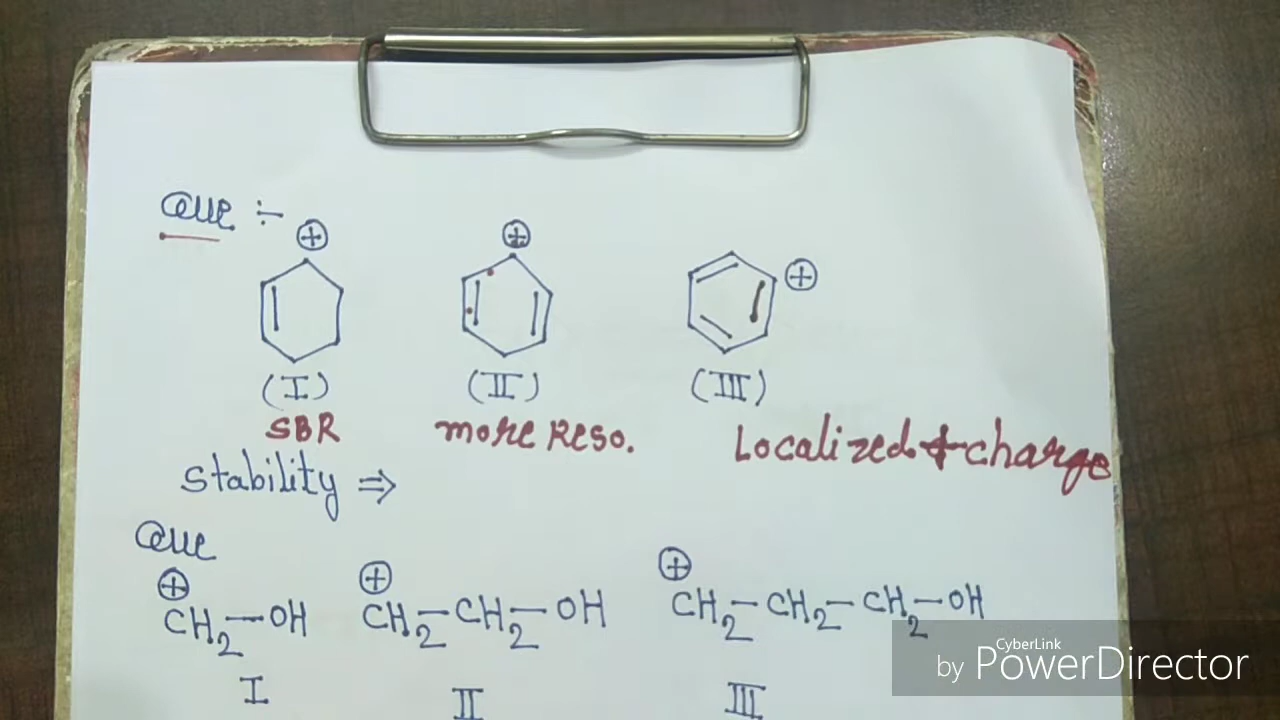 Que :-
⊕ ⊕ ⊕
(I) (II) (III)
SBR more Reso. Localized + charge
Stability ⇒
Que
⊕ ⊕ ⊕
CH2-OH CH2-CH2-OH CH2-CH2-CH2-OH
I II III
CyberLink
by PowerDirector